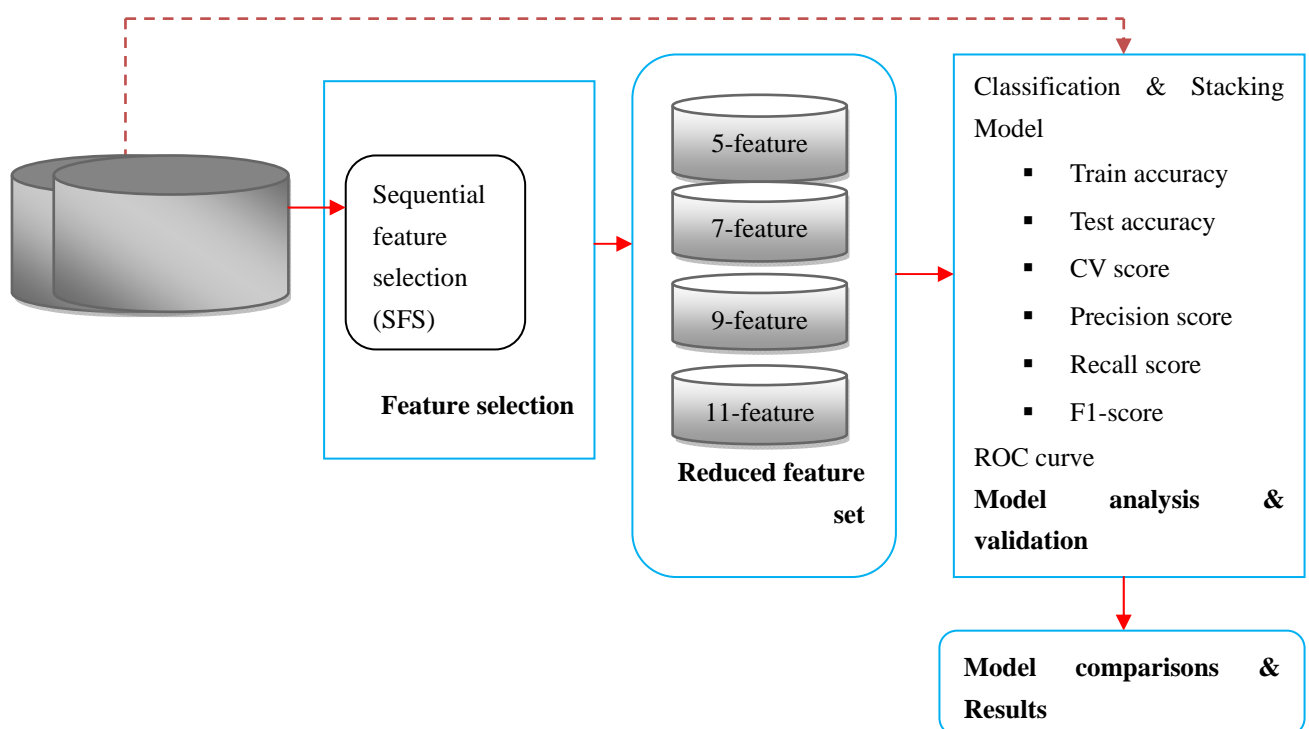 Sequential
feature
selection
(SFS)
Feature selection
5-feature
7-feature
9-feature
11-feature
Reduced feature
set
Classification & Stacking
Model
▪ Train accuracy
▪ Test accuracy
▪ CV score
▪ Precision score
▪ Recall score
▪ F1-score
ROC curve
Model analysis &
validation
Model comparisons &
Results